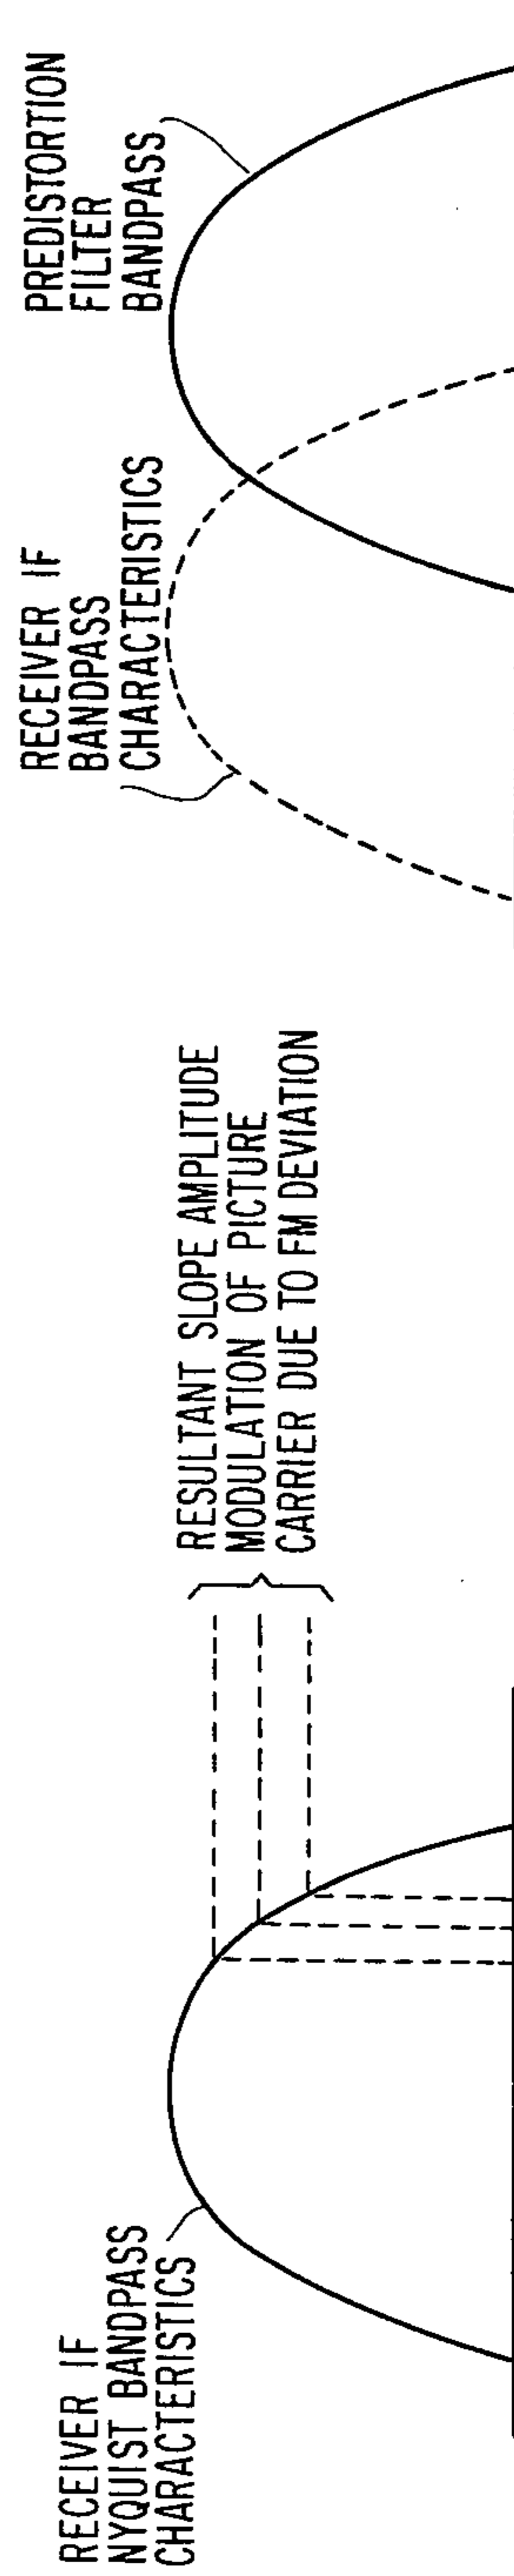 RECEIVER IF
NYQUIST BANDPASS
CHARACTERISTICS
RESULTANT SLOPE AMPLITUDE
MODULATION OF PICTURE
CARRIER DUE TO FM DEVIATION
RECEIVER IF
BANDPASS
CHARACTERISTICS
PREDISTORTION
FILTER
BANDPASS